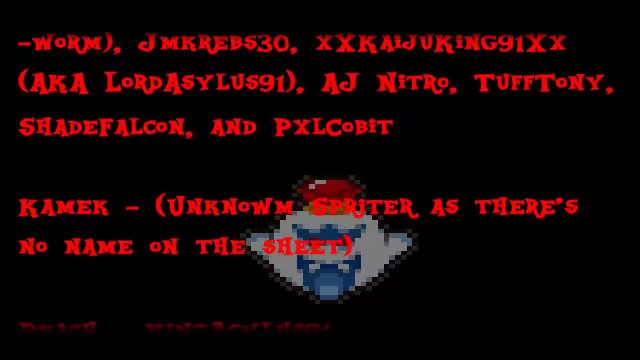 -worm), Jmkrebs30, xXKaijuKing91Xx
(AKA LordAsylus91), AJ Nitro, TuffTony,
ShadeFalcon, and PxlCobit
Kamek - (Unknowm Spriter as there's
no name on the sheet)